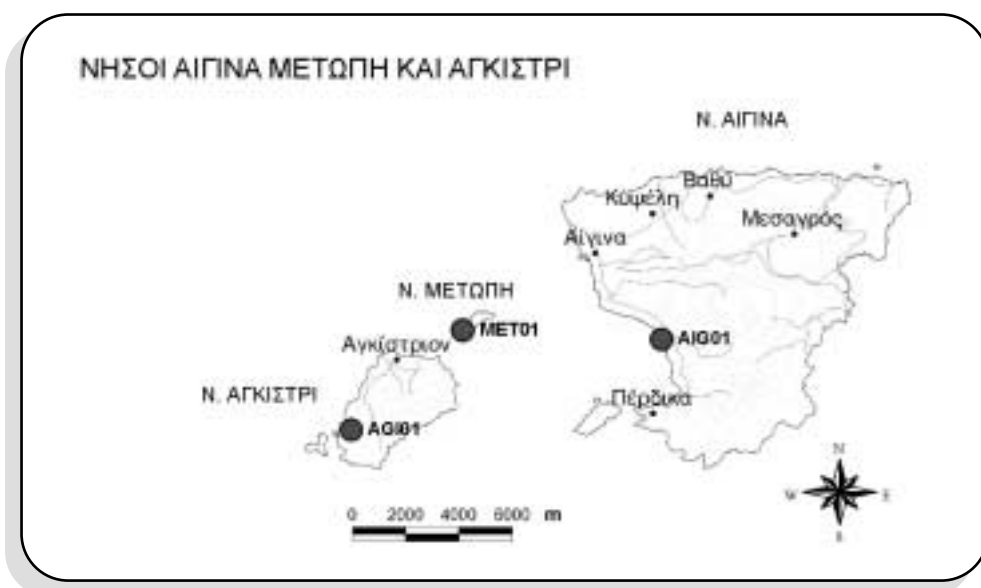 ΝΗΣΟΙ ΑΙΓΙΝΑ ΜΕΤΩΠΗ ΚΑΙ ΑΓΚΙΣΤΡΙ
Ν. ΑΙΓΙΝΑ
Βαθύ
Κυψέλη
Μεσαγρός
Αίγινα
Ν. ΜΕΤΩΠΗ
MET01
AIG01
Αγκίστριον
Ν. ΑΓΚΙΣΤΡΙ
Πέρδικα
AGI01
N
W E
S
0 2000 4000 6000 m